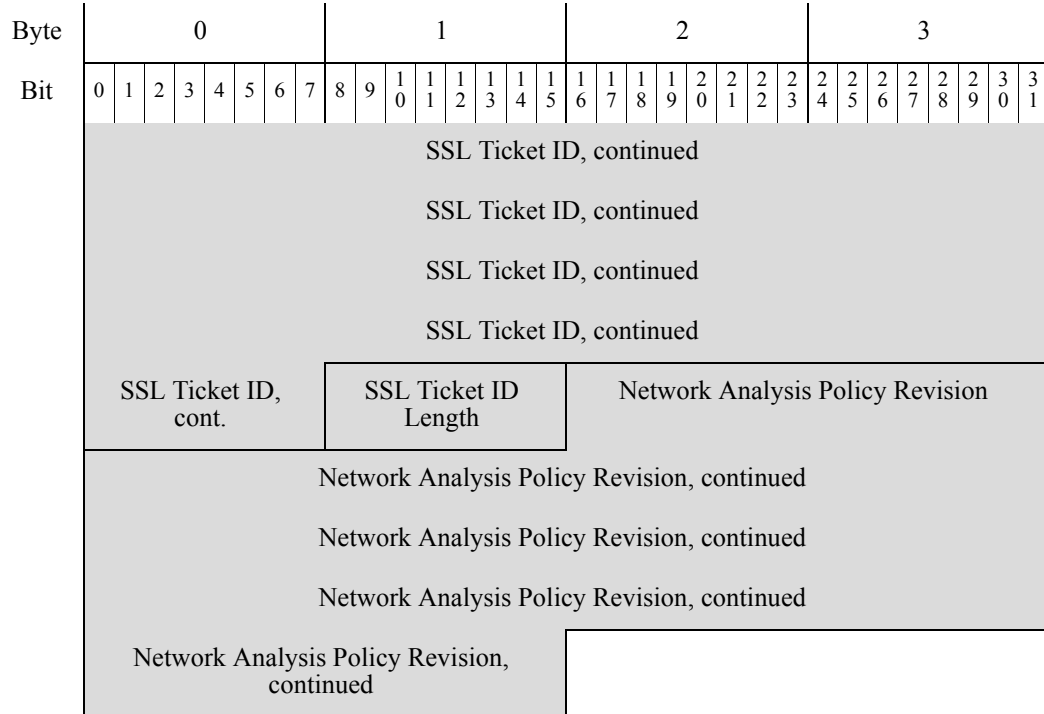 Byte 0 1 2 3
Bit 0 1 2 3 4 5 6 7 8 9 10 11 12 13 14 15 16 17 18 19 20 21 22 23 24 25 26 27 28 29 30 31
SSL Ticket ID, continued
SSL Ticket ID, continued
SSL Ticket ID, continued
SSL Ticket ID, continued
SSL Ticket ID,
cont.
SSL Ticket ID
Length
Network Analysis Policy Revision
Network Analysis Policy Revision, continued
Network Analysis Policy Revision, continued
Network Analysis Policy Revision, continued
Network Analysis Policy Revision,
continued